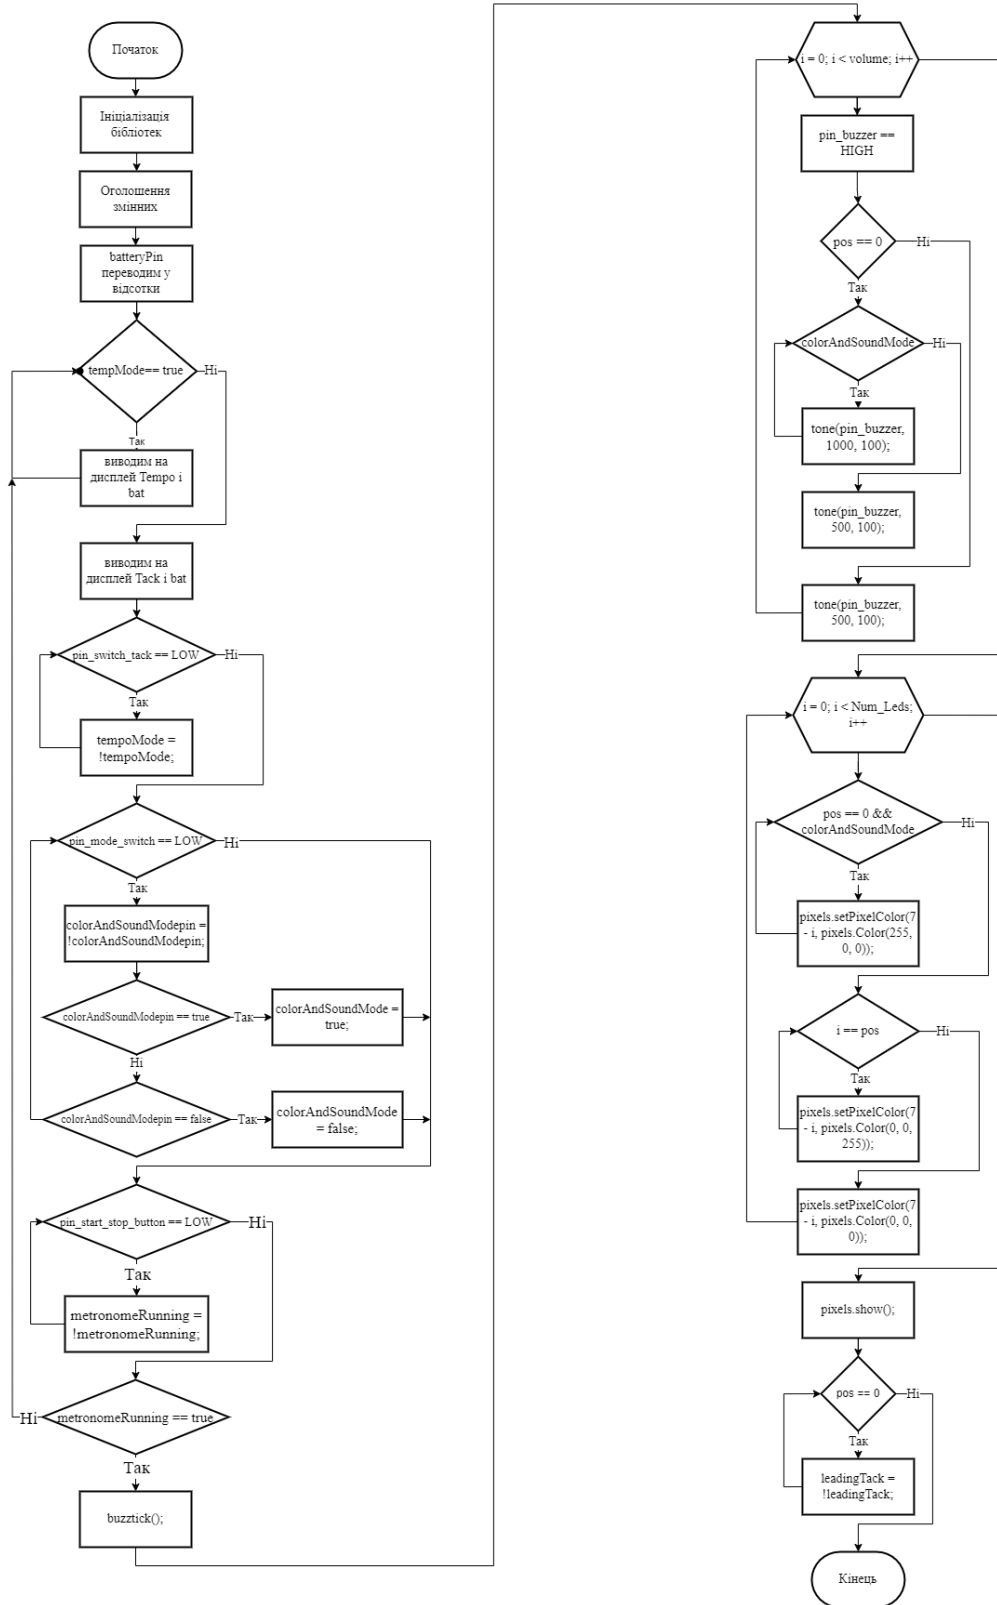 Початок
Ініціалізація
бібліотек
Оголошення
змінних
batteryPin
переводим у
відсотки
tempMode== true
Ні
Так
виводим на
дисплей Tempo і
bat
виводим на
дисплей Tack і bat
pin_switch_tack == LOW
Ні
Так
tempoMode =
!tempoMode;
pin_mode_switch == LOW
Ні
Так
colorAndSoundModepin =
!colorAndSoundModepin;
colorAndSoundModepin == true
Так
colorAndSoundMode =
true;
Ні
colorAndSoundModepin == false
Так
colorAndSoundMode
= false;
pin_start_stop_button == LOW
Ні
Так
metronomeRunning =
!metronomeRunning;
Ні
metronomeRunning == true
Так
buzztick();
i = 0; i < volume; i++
pin_buzzer ==
HIGH
pos == 0
Ні
Так
colorAndSoundMode
Ні
Так
tone(pin_buzzer,
1000, 100);
tone(pin_buzzer,
500, 100);
tone(pin_buzzer,
500, 100);
i = 0; i < Num_Leds;
i++
pos == 0 &&
colorAndSoundMode
Ні
Так
pixels.setPixelColor(7
- i, pixels.Color(255,
0, 0));
i == pos
Ні
Так
pixels.setPixelColor(7
- i, pixels.Color(0, 0,
255));
pixels.setPixelColor(7
- i, pixels.Color(0, 0,
0));
pixels.show();
pos == 0
Ні
Так
leadingTack =
!leadingTack;
Кінець